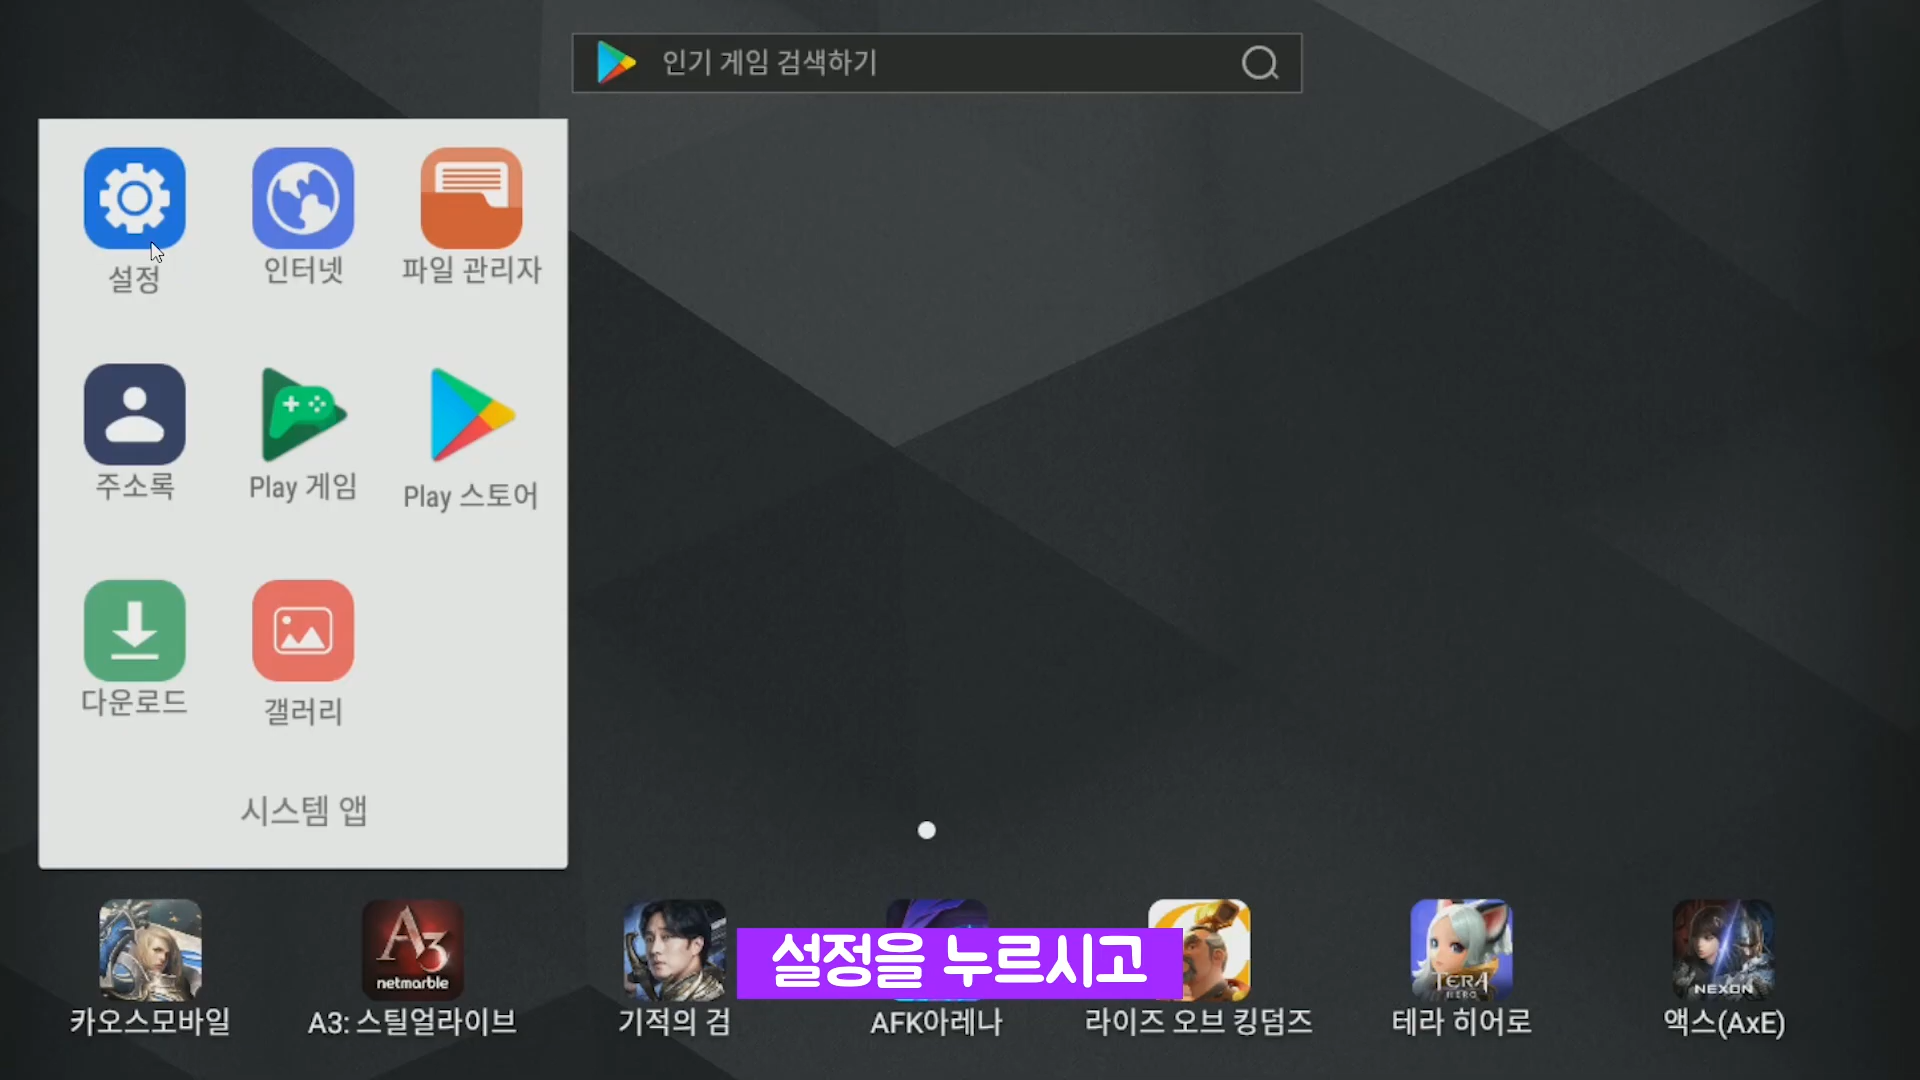 인기 게임 검색하기
설정
인터넷
파일 관리자
주소록
Play 게임
Play 스토어
다운로드
갤러리
시스템 앱
A3
netmarble
TERA
HERO
NEXON
설정을 누르시고
카오스모바일
A3: 스틸얼라이브
기적의 검
AFK아레나
라이즈 오브 킹덤즈
테라 히어로
액스(AxE)